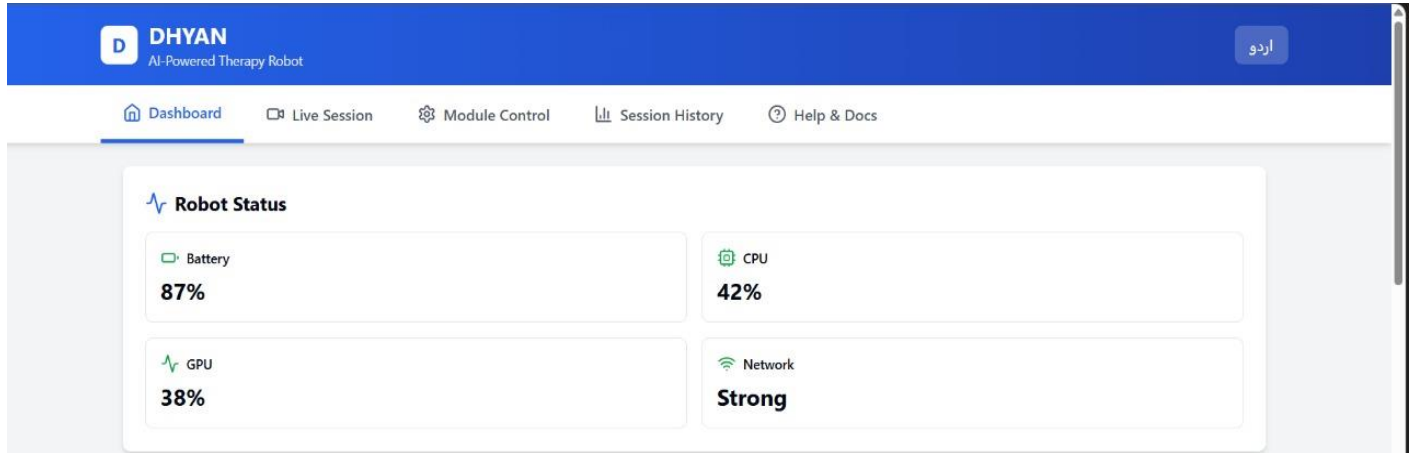 D
DHYAN
AI-Powered Therapy Robot
اردو
Dashboard
Live Session
Module Control
Session History
Help & Docs
Robot Status
Battery
87%
CPU
42%
GPU
38%
Network
Strong